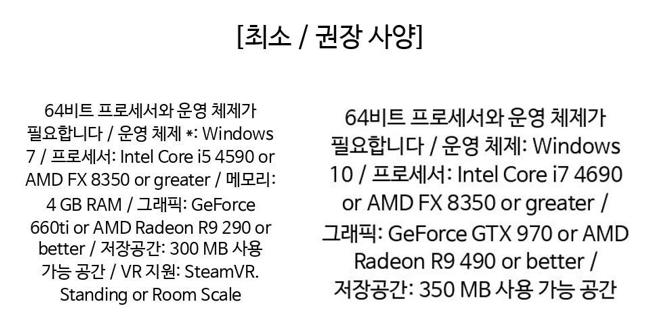 [최소 / 권장 사양]
64비트 프로세서와 운영 체제가
필요합니다 / 운영 체제 *: Windows
7 / 프로세서: Intel Core i5 4590 or
AMD FX 8350 or greater / 메모리:
4 GB RAM / 그래픽: GeForce
660ti or AMD Radeon R9 290 or
better / 저장공간: 300 MB 사용
가능 공간 / VR 지원: SteamVR.
Standing or Room Scale
64비트 프로세서와 운영 체제가
필요합니다 / 운영 체제: Windows
10 / 프로세서: Intel Core i7 4690
or AMD FX 8350 or greater /
그래픽: GeForce GTX 970 or AMD
Radeon R9 490 or better /
저장공간: 350 MB 사용 가능 공간